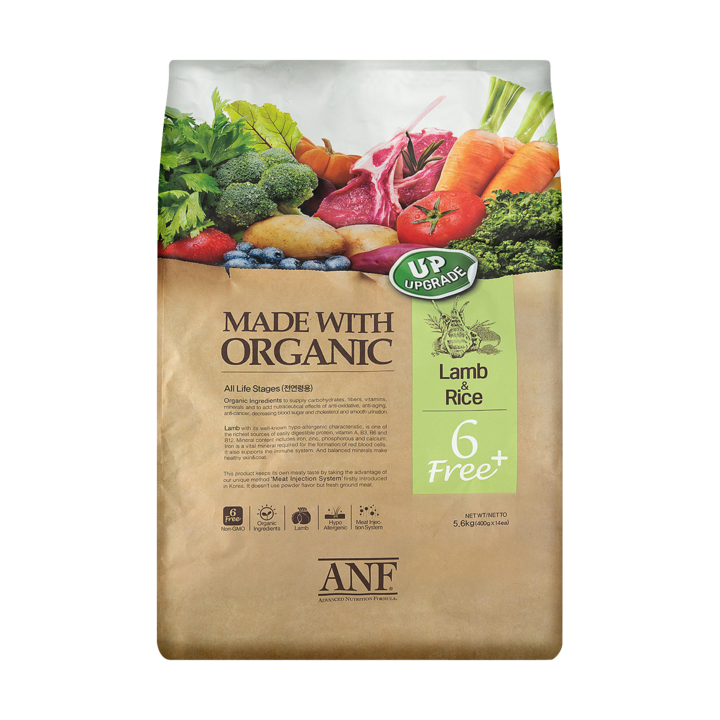 UP
UPGRADE
MADE WITH
ORGANIC
All Life Stages (전연령용)
Organic Ingredients to supply carbohydrates, fibers, vitamins,
minerals and to add nutraceutical effects of anti-oxidative, anti-aging,
anti-cancer, decreasing blood sugar and cholesterol and smooth urination.
Lamb with its well-known hypo-allergenic characteristic, is one of
the richest sources of easily digestible protein, vitamin A, B3, B6 and
B12. Mineral content includes iron, zinc, phosphorous and calcium.
Iron is a vital mineral required for the formation of red blood cells.
It also supports the immune system. And balanced minerals make
healthy skin&coat.
This product keeps its own meaty taste by taking the advantage of
our unique method 'Meat Injection System' firstly introduced
in Korea. It doesn't use powder flavor but fresh ground meat.
Lamb
&
Rice
6
Free+
6
Free
Non-GMO
Organic
Ingredients
Lamb
Hypo
Allergenic
Meat Injec-
tion System
NET WT/NETTO
5.6kg(400g x 14ea)
ANF®
ADVANCED NUTRITION FORMULA